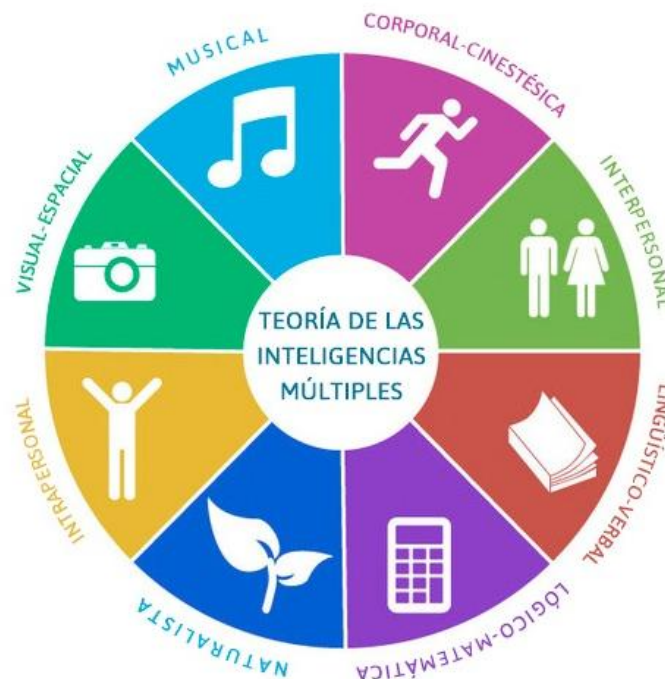 MUSICAL
CORPORAL-CINESTÉSICA
INTERPERSONAL
LINGÜÍSTICO-VERBAL
LÓGICO-MATEMÁTICA
NATURALISTA
INTRAPERSONAL
VISUAL-ESPACIAL
TEORÍA DE LAS
INTELIGENCIAS
MÚLTIPLES